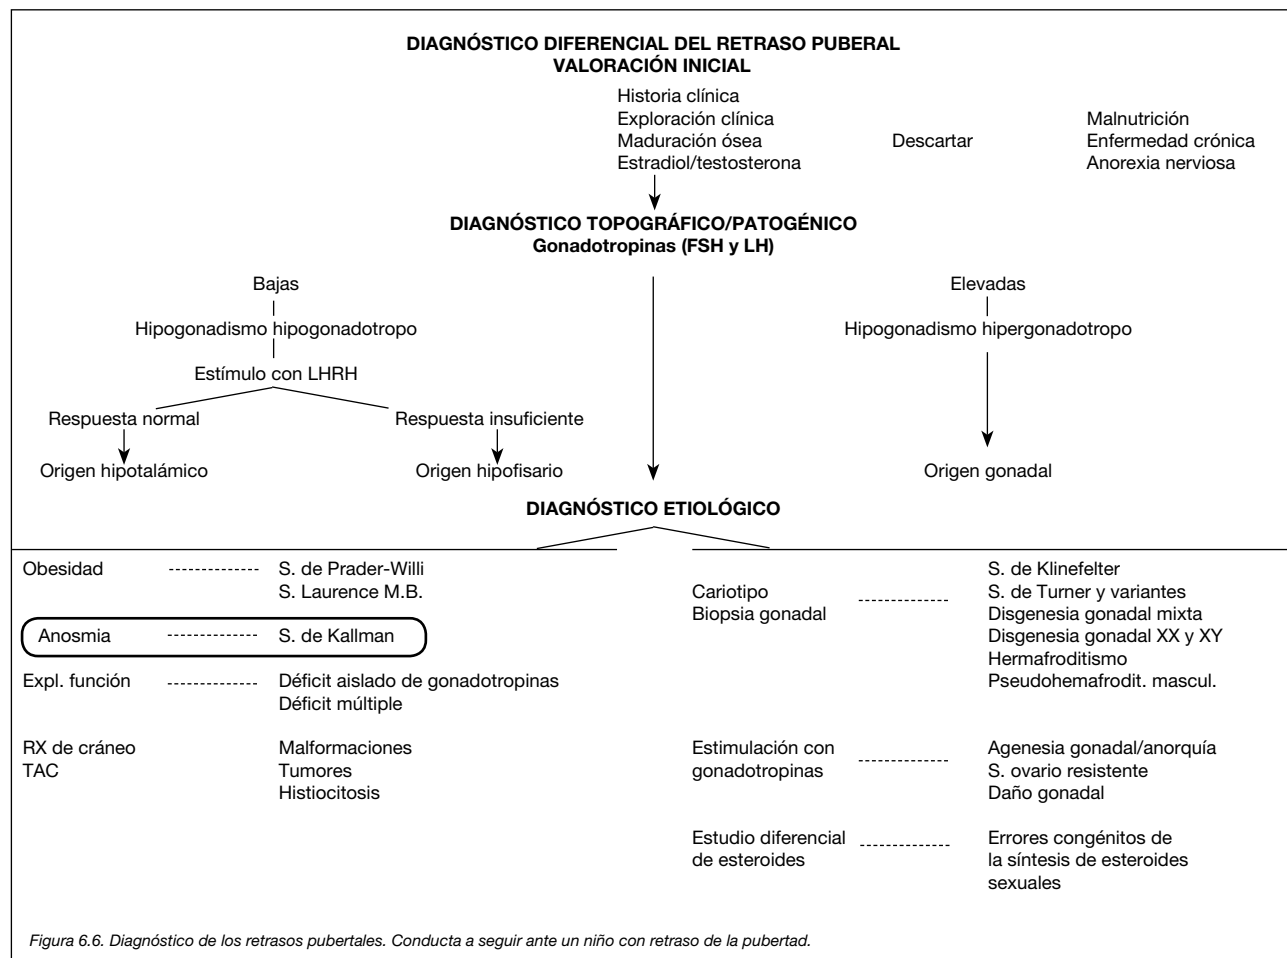 DIAGNÓSTICO DIFERENCIAL DEL RETRASO PUBERAL
VALORACIÓN INICIAL
Historia clínica
Exploración clínica
Maduración ósea
Estradiol/testosterona
Descartar
Malnutrición
Enfermedad crónica
Anorexia nerviosa
DIAGNÓSTICO TOPOGRÁFICO/PATOGÉNICO
Gonadotropinas (FSH y LH)
Bajas
Hipogonadismo hipogonadotropo
Estímulo con LHRH
Respuesta normal
Respuesta insuficiente
Origen hipotalámico
Origen hipofisario
Elevadas
Hipogonadismo hipergonadotropo
Origen gonadal
DIAGNÓSTICO ETIOLÓGICO
Obesidad
S. de Prader-Willi
S. Laurence M.B.
Anosmia
S. de Kallman
Expl. función
Déficit aislado de gonadotropinas
Déficit múltiple
RX de cráneo
TAC
Malformaciones
Tumores
Histiocitosis
Cariotipo
Biopsia gonadal
S. de Klinefelter
S. de Turner y variantes
Disgenesia gonadal mixta
Disgenesia gonadal XX y XY
Hermafroditismo
Pseudohemafrodit. mascul.
Estimulación con
gonadotropinas
Agenesia gonadal/anorquía
S. ovario resistente
Daño gonadal
Estudio diferencial
de esteroides
Errores congénitos de
la síntesis de esteroides
sexuales
Figura 6.6. Diagnóstico de los retrasos pubertales. Conducta a seguir ante un niño con retraso de la pubertad.